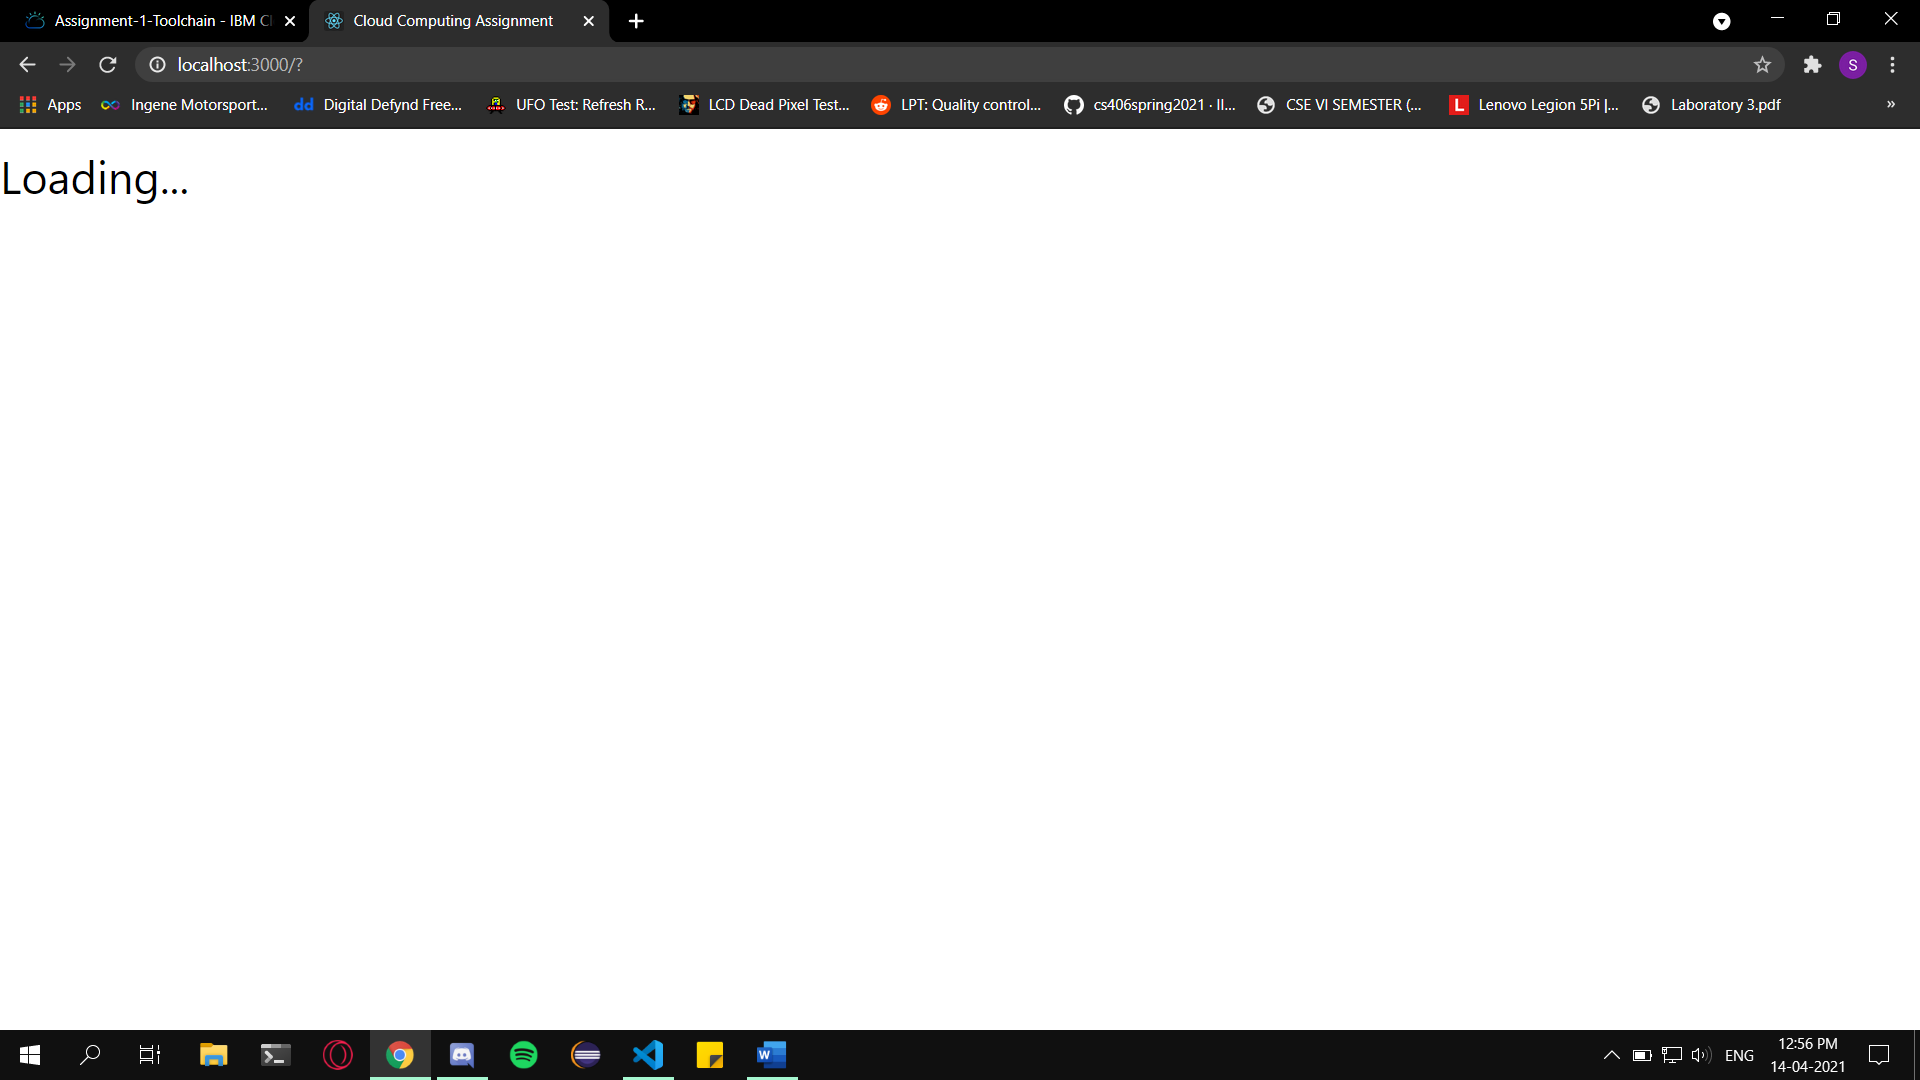 Assignment-1-Toolchain - IBM Cl
Cloud Computing Assignment
localhost:3000/?
S
Apps
Ingene Motorsport...
dd
Digital Defynd Free...
UFO Test: Refresh R...
LCD Dead Pixel Test...
LPT: Quality control...
cs406spring2021 · II...
CSE VI SEMESTER (...
L
Lenovo Legion 5Pi |...
Laboratory 3.pdf
»
Loading...
W
ENG
12:56 PM
14-04-2021